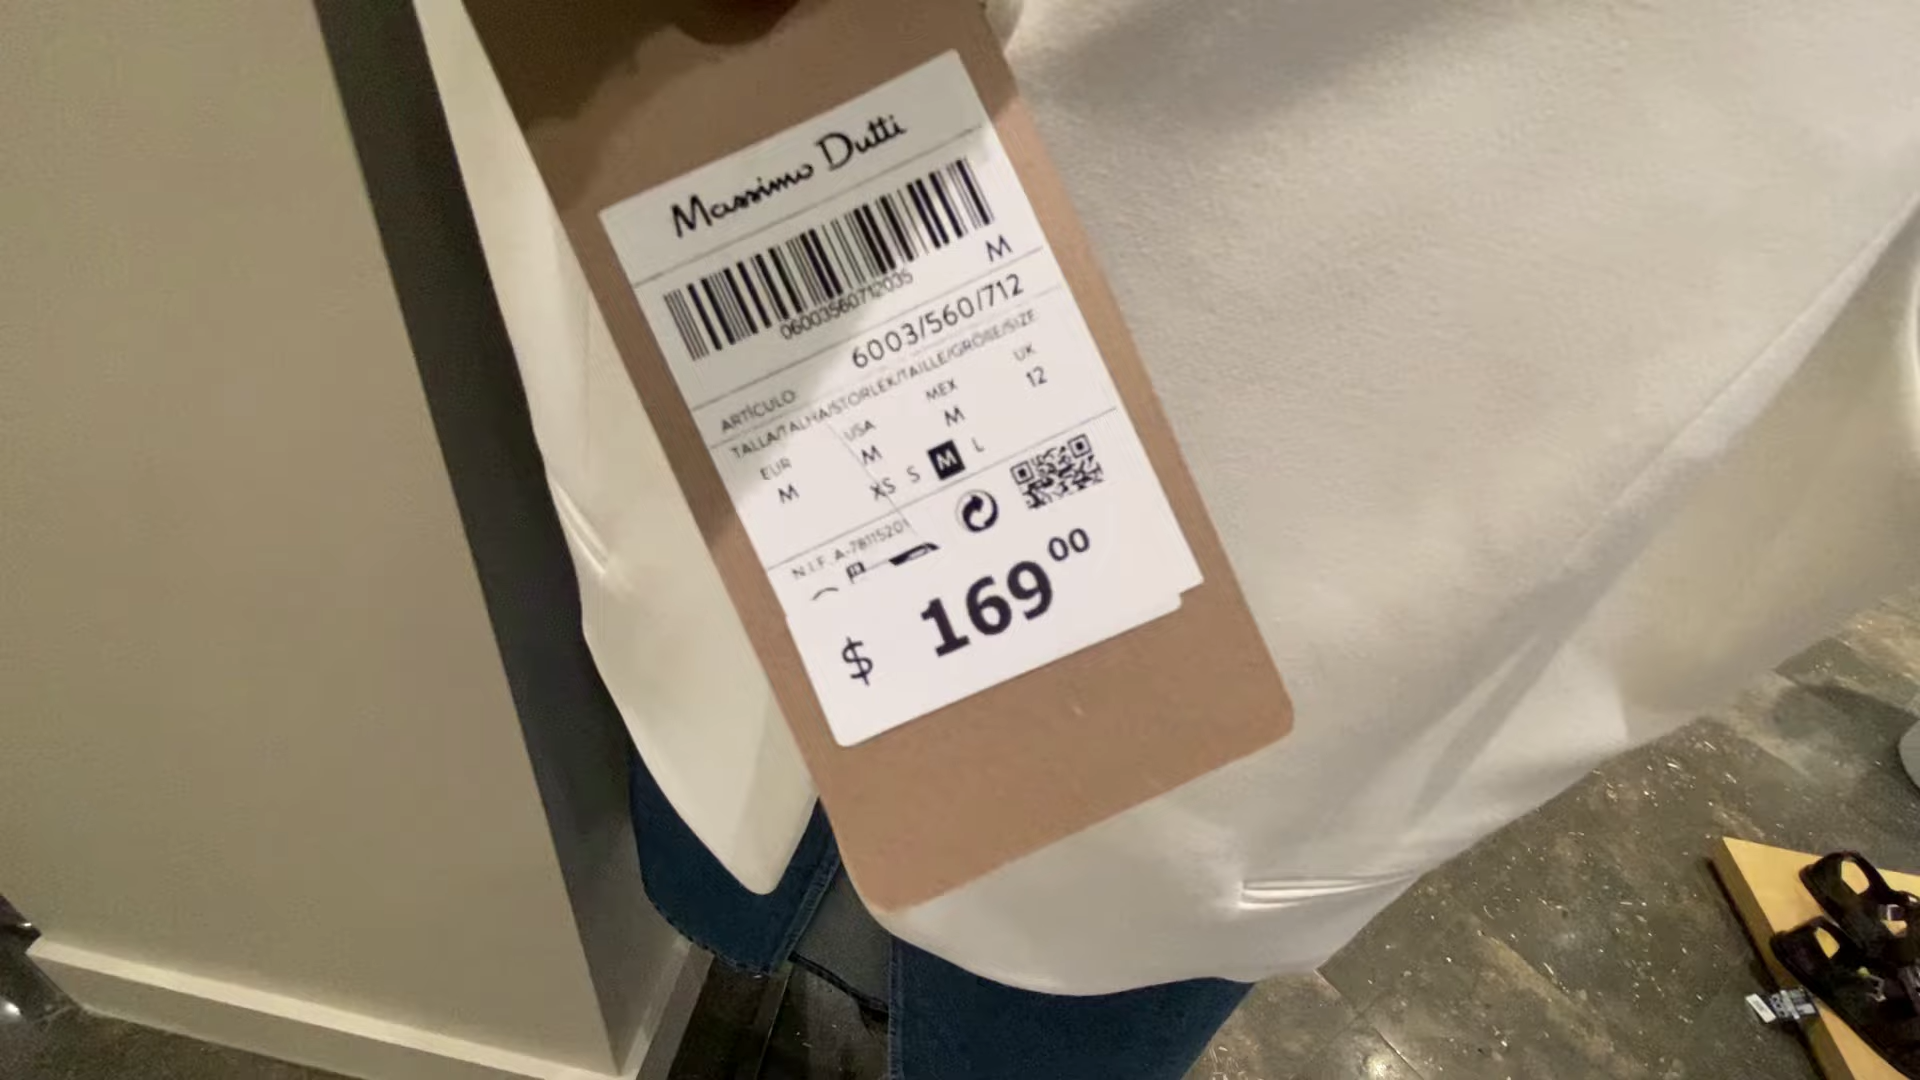 Massimo Dutti
06003560712035
M
6003/560/712
ARTÍCULO
TALLA/TALHA/STORLEK/TAILLE/GRÖßE/SIZE
EUR USA MEX UK
M M M 12
XS S M L
N.I.F. A-78115201
$ 169 00